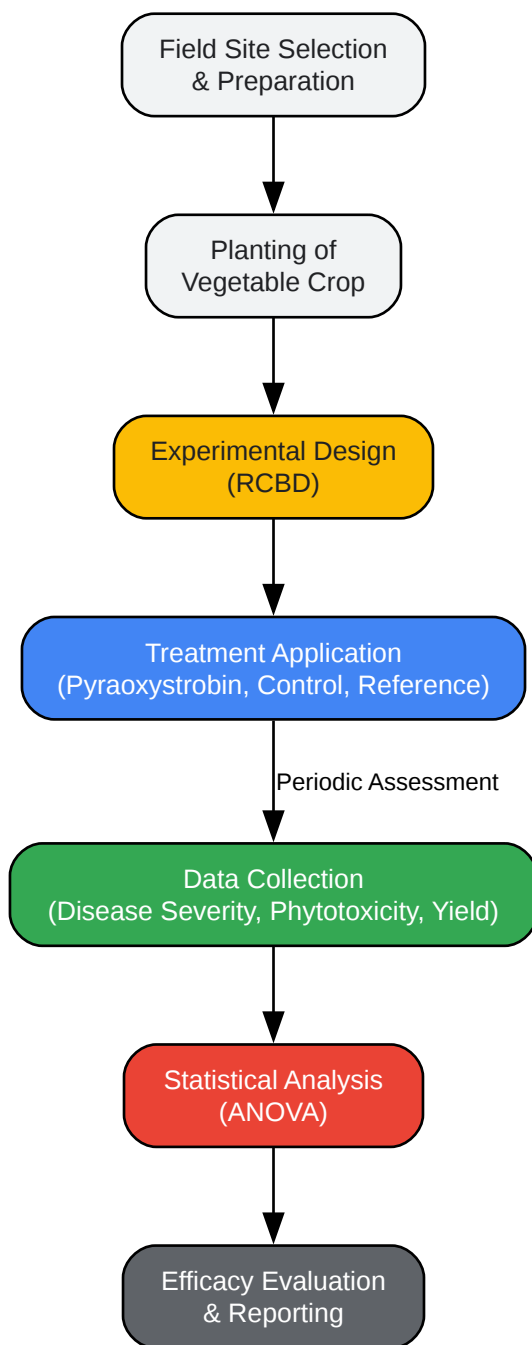 Field Site Selection
& Preparation
Planting of
Vegetable Crop
Experimental Design
(RCBD)
Treatment Application
(Pyraoxystrobin, Control, Reference)
Periodic Assessment
Data Collection
(Disease Severity, Phytotoxicity, Yield)
Statistical Analysis
(ANOVA)
Efficacy Evaluation
& Reporting